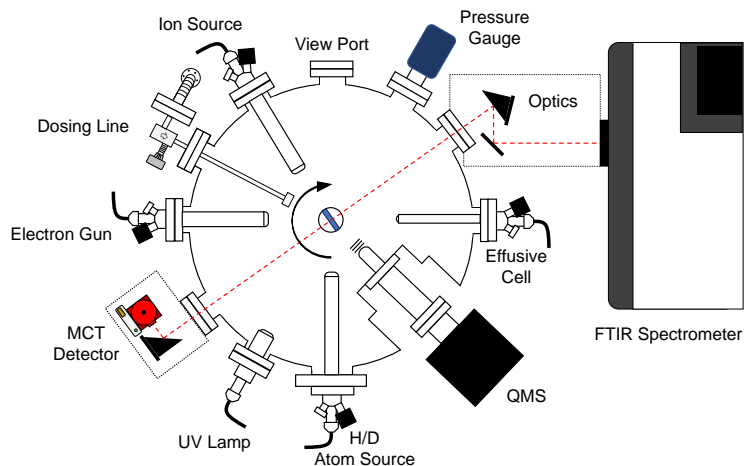 Ion Source
View Port
Pressure
Gauge
Optics
Dosing Line
Electron Gun
Effusive
Cell
MCT
Detector
FTIR Spectrometer
QMS
UV Lamp
H/D
Atom Source